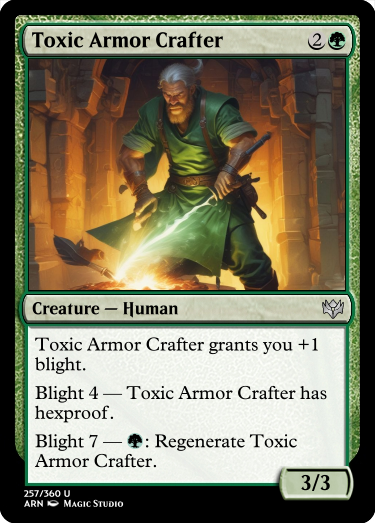 Toxic Armor Crafter 2
Creature — Human
Toxic Armor Crafter grants you +1
blight.
Blight 4 — Toxic Armor Crafter has
hexproof.
Blight 7 — : Regenerate Toxic
Armor Crafter.
3/3
257/360 U
ARN Magic Studio